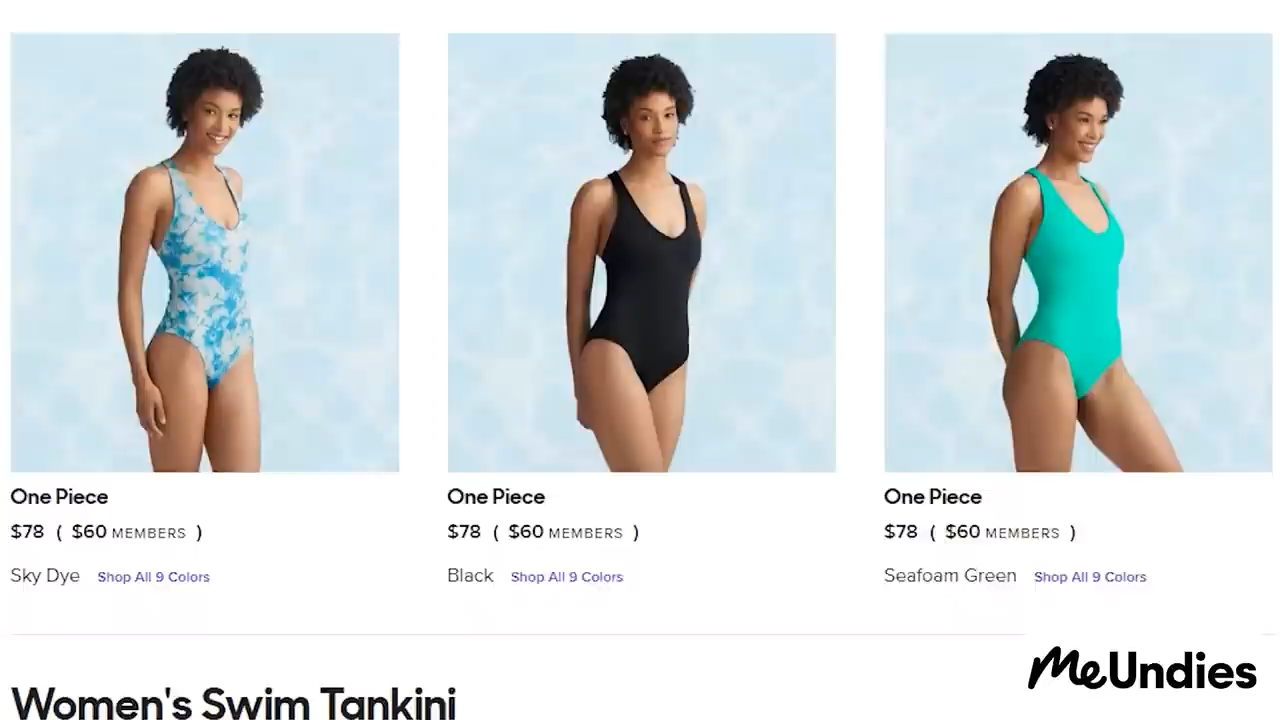 One Piece
$78 ( $60 MEMBERS )
Sky Dye Shop All 9 Colors
One Piece
$78 ( $60 MEMBERS )
Black Shop All 9 Colors
One Piece
$78 ( $60 MEMBERS )
Seafoam Green Shop All 9 Colors
Women's Swim Tankini
MeUndies